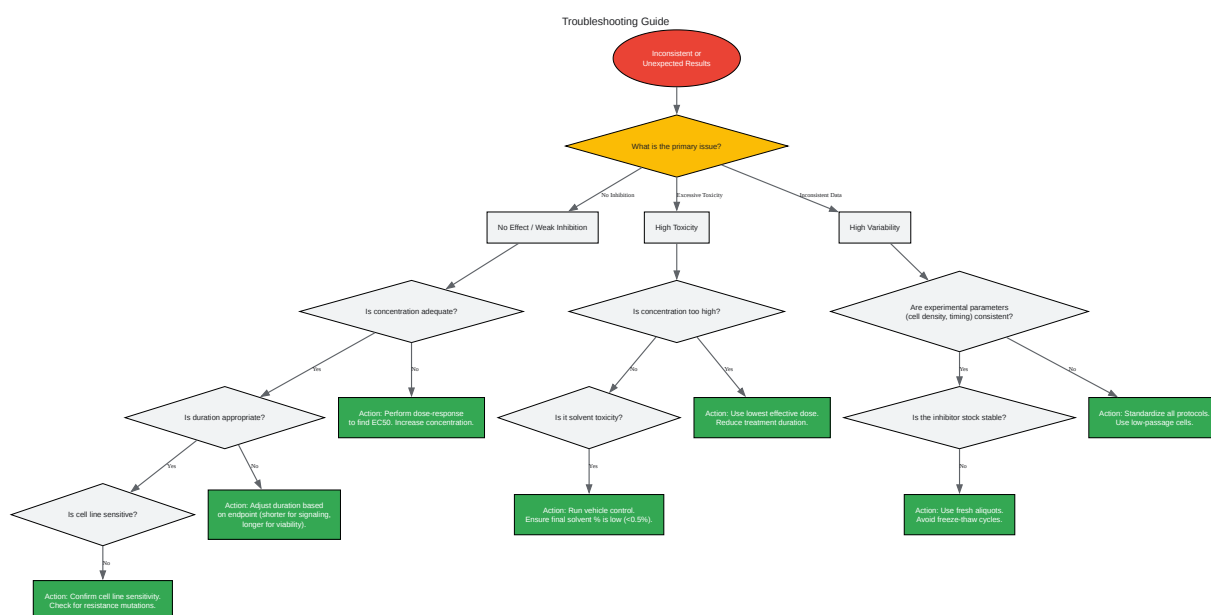 Troubleshooting Guide
Inconsistent or
Unexpected Results
What is the primary issue?
No Inhibition
Excessive Toxicity
Inconsistent Data
No Effect / Weak Inhibition
High Toxicity
High Variability
Is concentration adequate?
Is concentration too high?
Are experimental parameters
(cell density, timing) consistent?
Yes
No
No
Yes
Yes
No
Is duration appropriate?
Action: Perform dose-response
to find EC50. Increase concentration.
Is it solvent toxicity?
Action: Use lowest effective dose.
Reduce treatment duration.
Is the inhibitor stock stable?
Action: Standardize all protocols.
Use low-passage cells.
Yes
No
Yes
No
Is cell line sensitive?
Action: Adjust duration based
on endpoint (shorter for signaling,
longer for viability).
Action: Run vehicle control.
Ensure final solvent % is low (<0.5%).
Action: Use fresh aliquots.
Avoid freeze-thaw cycles.
No
Action: Confirm cell line sensitivity.
Check for resistance mutations.